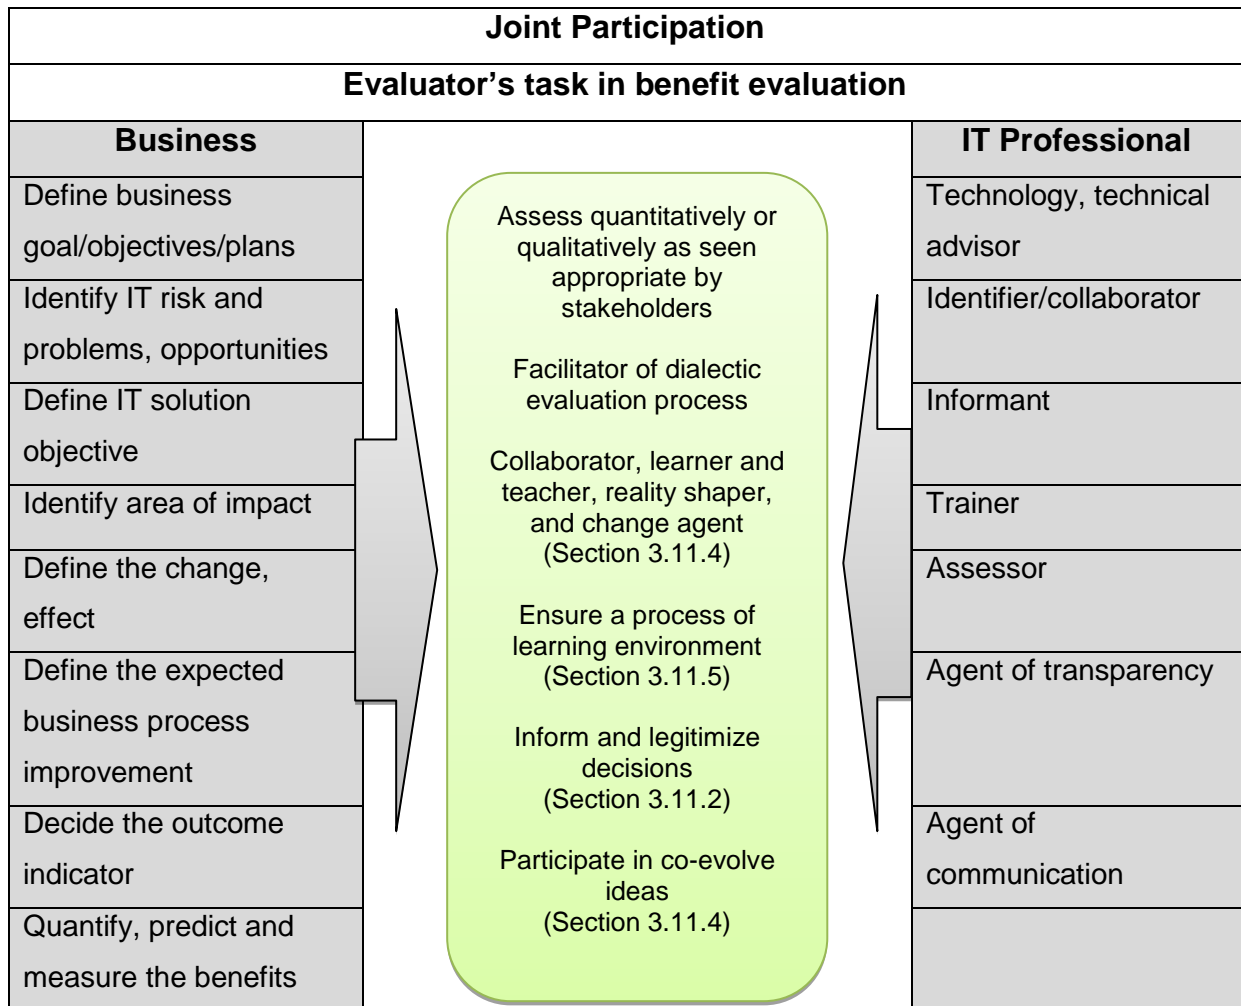 Joint Participation
Evaluator's task in benefit evaluation
Business
Define business
goal/objectives/plans
Identify IT risk and
problems, opportunities
Define IT solution
objective
Identify area of impact
Define the change,
effect
Define the expected
business process
improvement
Decide the outcome
indicator
Quantify, predict and
measure the benefits
Assess quantitatively or
qualitatively as seen
appropriate by
stakeholders
Facilitator of dialectic
evaluation process
Collaborator, learner and
teacher, reality shaper,
and change agent
(Section 3.11.4)
Ensure a process of
learning environment
(Section 3.11.5)
Inform and legitimize
decisions
(Section 3.11.2)
Participate in co-evolve
ideas
(Section 3.11.4)
IT Professional
Technology, technical
advisor
Identifier/collaborator
Informant
Trainer
Assessor
Agent of transparency
Agent of
communication